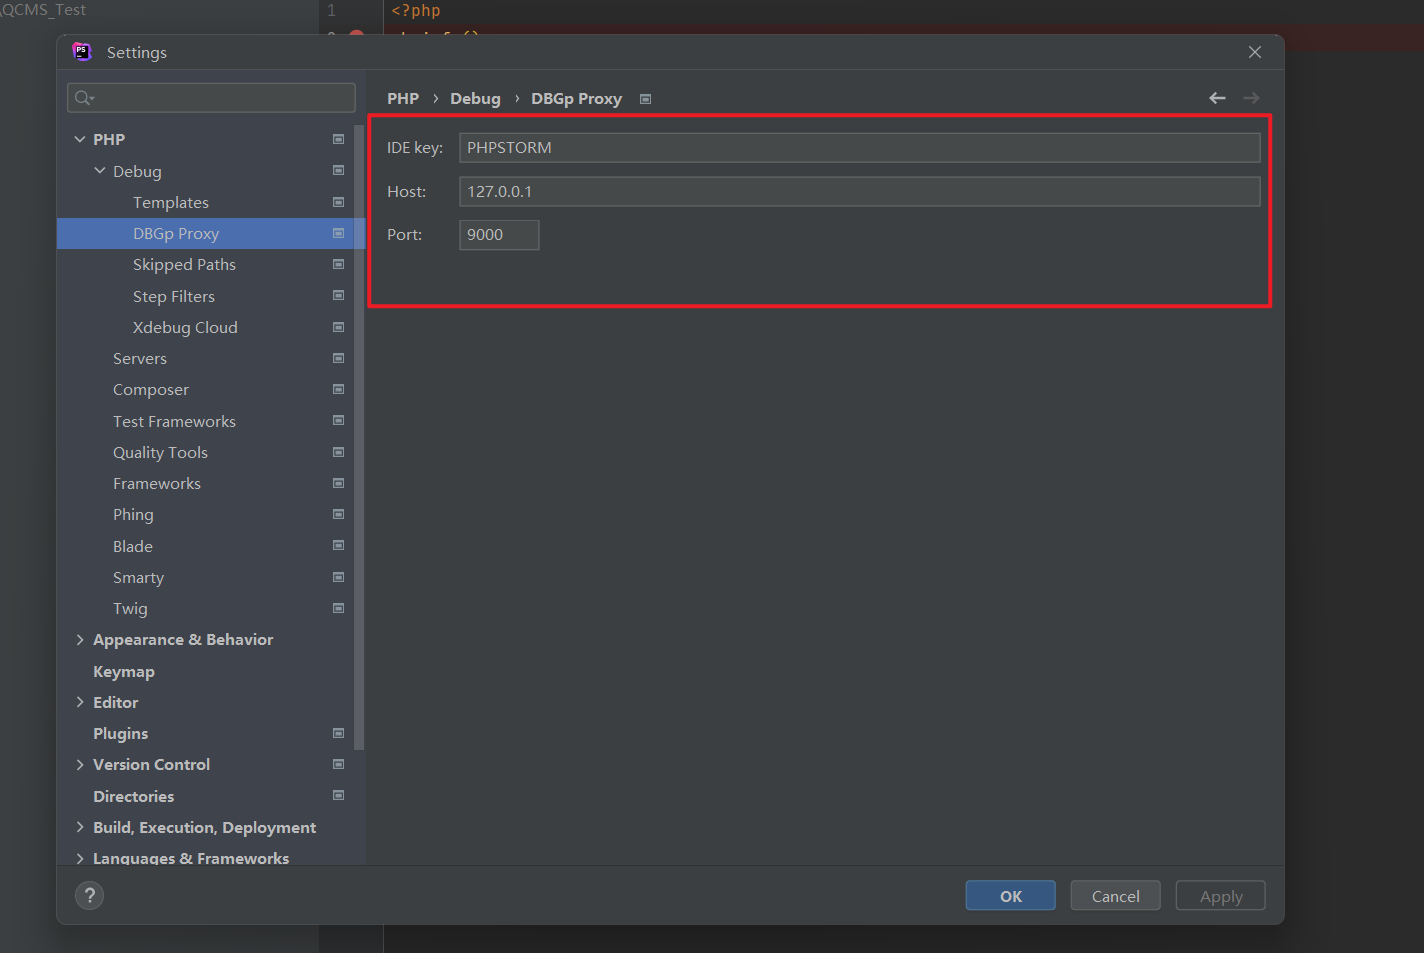 \QCMS_Test
1
<?php
PS
Settings
PHP › Debug › DBGp Proxy
PHP
Debug
Templates
DBGp Proxy
Skipped Paths
Step Filters
Xdebug Cloud
Servers
Composer
Test Frameworks
Quality Tools
Frameworks
Phing
Blade
Smarty
Twig
Appearance & Behavior
Keymap
Editor
Plugins
Version Control
Directories
Build, Execution, Deployment
Languages & Frameworks
IDE key: PHPSTORM
Host: 127.0.0.1
Port: 9000
?
OK
Cancel
Apply